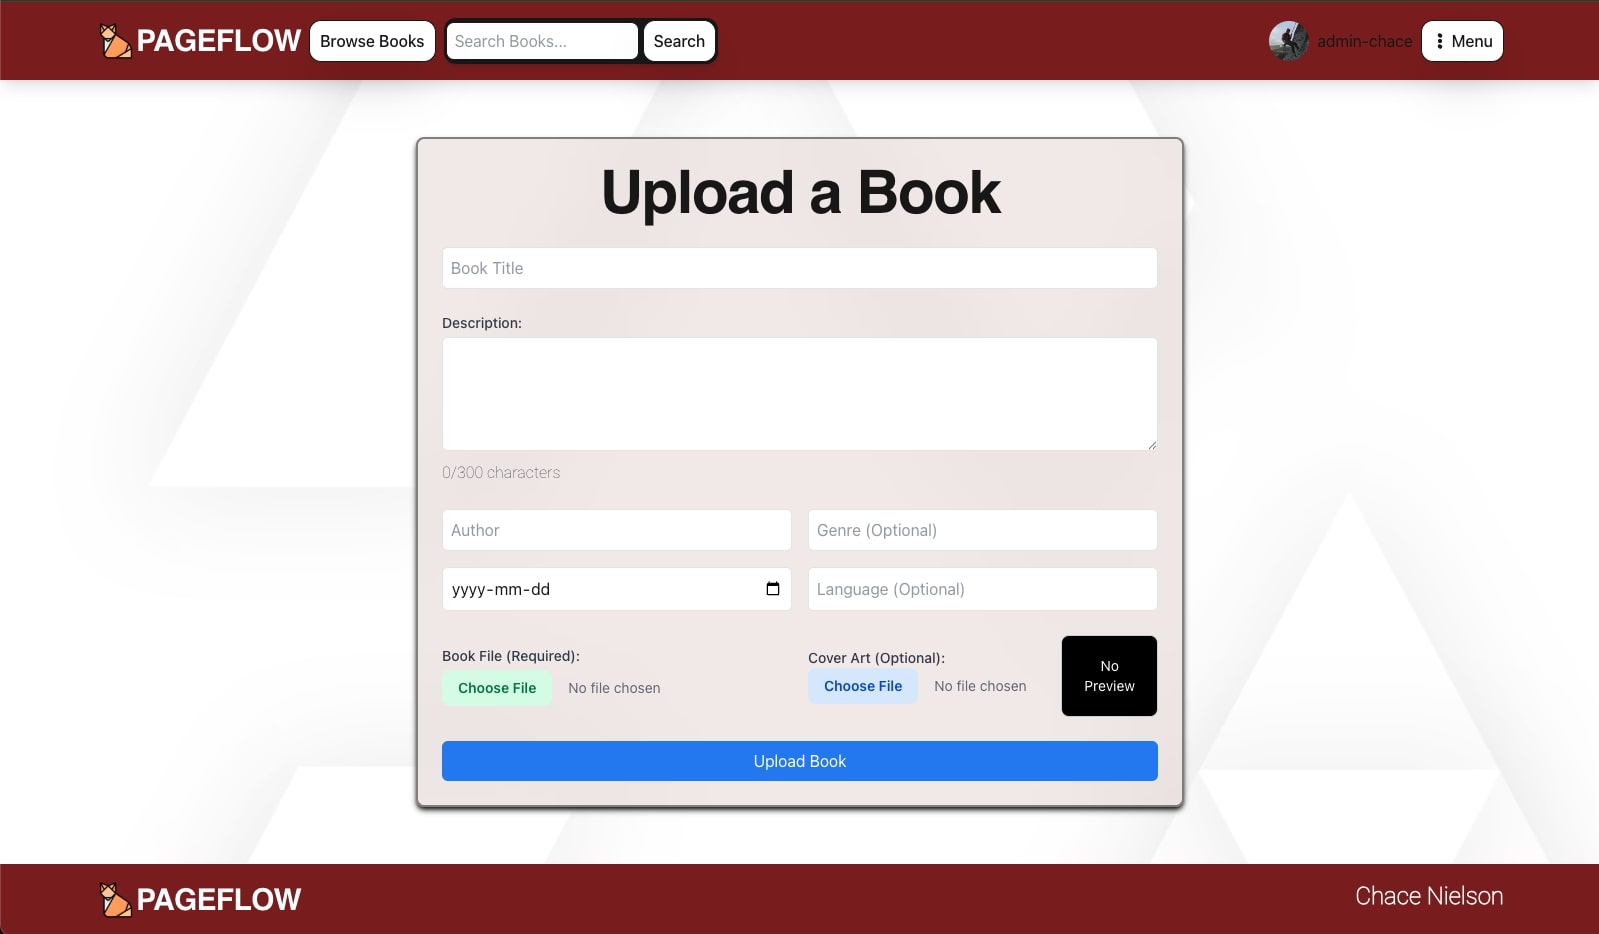 PAGEFLOW
Browse Books
Search Books...
Search
admin-chace
Menu
Upload a Book
Book Title
Description:
0/300 characters
Author
Genre (Optional)
yyyy-mm-dd
Language (Optional)
Book File (Required):
Choose File
No file chosen
Cover Art (Optional):
Choose File
No file chosen
No
Preview
Upload Book
PAGEFLOW
Chace Nielson